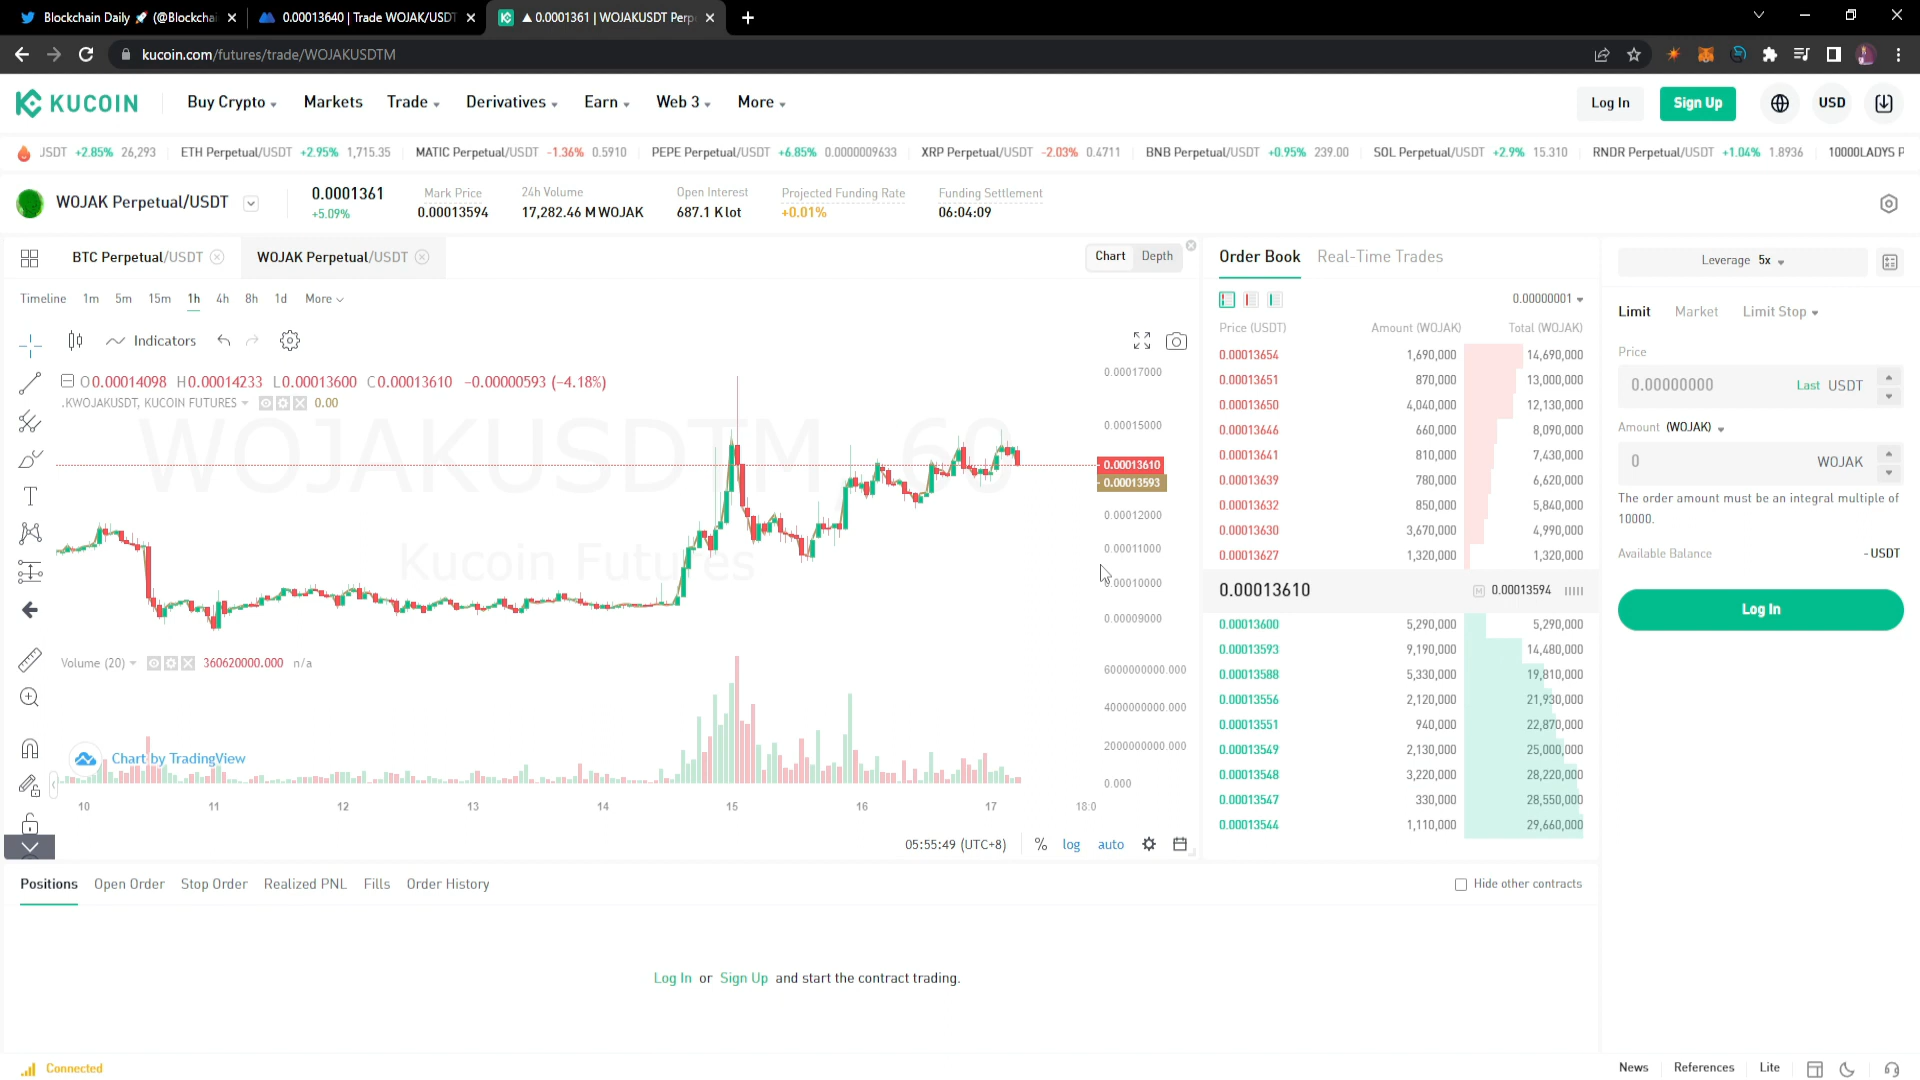 Blockchain Daily 🚀 (@Blockcha
0.00013640 | Trade WOJAK/USDT
▲ 0.0001361 | WOJAKUSDT Perp
kucoin.com/futures/trade/WOJAKUSDTM
KUCOIN
Buy Crypto
Markets
Trade
Derivatives
Earn
Web 3
More
Log In
Sign Up
USD
JSDT +2.85% 26,293
ETH Perpetual/USDT +2.95% 1,715.35
MATIC Perpetual/USDT -1.36% 0.5910
PEPE Perpetual/USDT +6.85% 0.0000009633
XRP Perpetual/USDT -2.03% 0.4711
BNB Perpetual/USDT +0.95% 239.00
SOL Perpetual/USDT +2.9% 15.310
RNDR Perpetual/USDT +1.04% 1.8936
10000LADYS P
WOJAK Perpetual/USDT
0.0001361
+5.09%
Mark Price
0.00013594
24h Volume
17,282.46 M WOJAK
Open Interest
687.1 K lot
Projected Funding Rate
+0.01%
Funding Settlement
06:04:09
BTC Perpetual/USDT
WOJAK Perpetual/USDT
Chart Depth
Timeline 1m 5m 15m 1h 4h 8h 1d More
Indicators
O0.00014098 H0.00014233 L0.00013600 C0.00013610 -0.00000593 (-4.18%)
.KWOJAKUSDT, KUCOIN FUTURES 0.00
WOJAKUSDTM, 60
Kucoin Futures
0.00017000
0.00015000
0.00013610
0.00013593
0.00012000
0.00011000
0.00010000
0.00009000
Volume (20) 360620000.000 n/a
6000000000.000
4000000000.000
2000000000.000
0.000
Chart by TradingView
10 11 12 13 14 15 16 17 18:0
05:55:49 (UTC+8) % log auto
Order Book Real-Time Trades
0.00000001
Price (USDT) Amount (WOJAK) Total (WOJAK)
0.00013654 1,690,000 14,690,000
0.00013651 870,000 13,000,000
0.00013650 4,040,000 12,130,000
0.00013646 660,000 8,090,000
0.00013641 810,000 7,430,000
0.00013639 780,000 6,620,000
0.00013632 850,000 5,840,000
0.00013630 3,670,000 4,990,000
0.00013627 1,320,000 1,320,000
0.00013610 M 0.00013594
0.00013600 5,290,000 5,290,000
0.00013593 9,190,000 14,480,000
0.00013588 5,330,000 19,810,000
0.00013556 2,120,000 21,930,000
0.00013551 940,000 22,870,000
0.00013549 2,130,000 25,000,000
0.00013548 3,220,000 28,220,000
0.00013547 330,000 28,550,000
0.00013544 1,110,000 29,660,000
Leverage 5x
Limit Market Limit Stop
Price
0.00000000 Last USDT
Amount (WOJAK)
0 WOJAK
The order amount must be an integral multiple of
10000.
Available Balance - USDT
Log In
Positions Open Order Stop Order Realized PNL Fills Order History
Hide other contracts
Log In or Sign Up and start the contract trading.
Connected
News References Lite